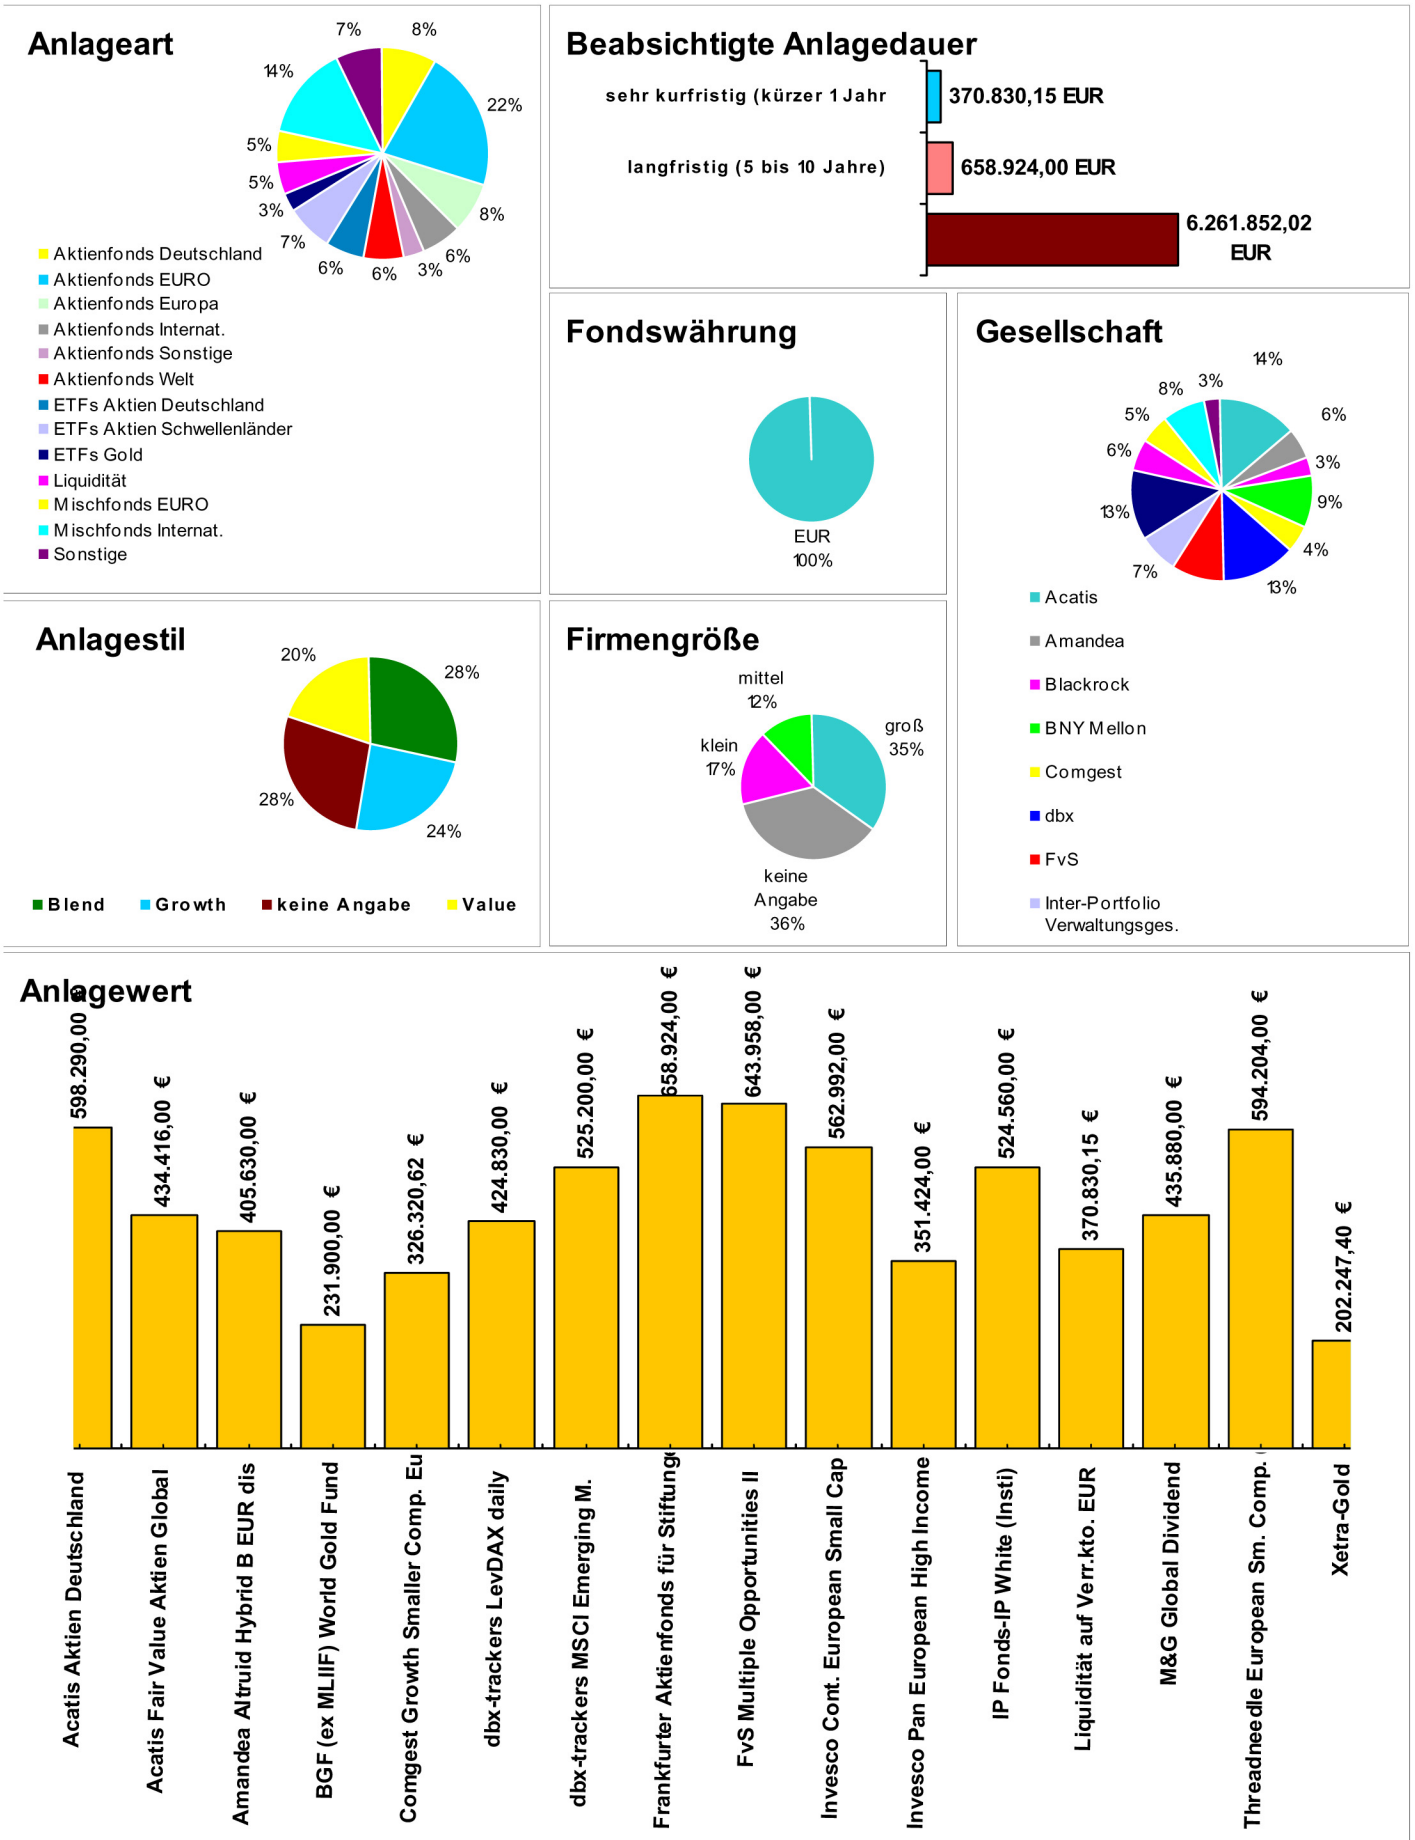 Anlageart
7%
8%
14%
22%
5%
5%
3%
8%
7%
6%
6%
6%
3%
Aktienfonds Deutschland
Aktienfonds EURO
Aktienfonds Europa
Aktienfonds Internat.
Aktienfonds Sonstige
Aktienfonds Welt
ETFs Aktien Deutschland
ETFs Aktien Schwellenländer
ETFs Gold
Liquidität
Mischfonds EURO
Mischfonds Internat.
Sonstige
Beabsichtigte Anlagedauer
sehr kurfristig (kürzer 1 Jahr
370.830,15 EUR
langfristig (5 bis 10 Jahre)
658.924,00 EUR
6.261.852,02
EUR
Fondswährung
EUR
100%
Gesellschaft
14%
3%
8%
6%
5%
6%
3%
13%
9%
4%
7%
13%
Acatis
Amandea
Blackrock
BNY Mellon
Comgest
dbx
FvS
Inter-Portfolio
Verwaltungsges.
Anlagestil
20%
28%
28%
24%
Blend
Growth
keine Angabe
Value
Firmengröße
mittel
12%
groß
35%
klein
17%
keine
Angabe
36%
Anlagewert
598.290,00 €
434.416,00 €
405.630,00 €
231.900,00 €
326.320,62 €
424.830,00 €
525.200,00 €
658.924,00 €
643.958,00 €
562.992,00 €
351.424,00 €
524.560,00 €
370.830,15 €
435.880,00 €
594.204,00 €
202.247,40 €
Acatis Aktien Deutschland
Acatis Fair Value Aktien Global
Amandea Altruid Hybrid B EUR dis
BGF (ex MLIIF) World Gold Fund
Comgest Growth Smaller Comp. Eu
dbx-trackers LevDAX daily
dbx-trackers MSCI Emerging M.
Frankfurter Aktienfonds für Stiftung
FvS Multiple Opportunities II
Invesco Cont. European Small Cap
Invesco Pan European High Income
IP Fonds-IP White (Insti)
Liquidität auf Verr.kto. EUR
M&G Global Dividend
Threadneedle European Sm. Comp.
Xetra-Gold